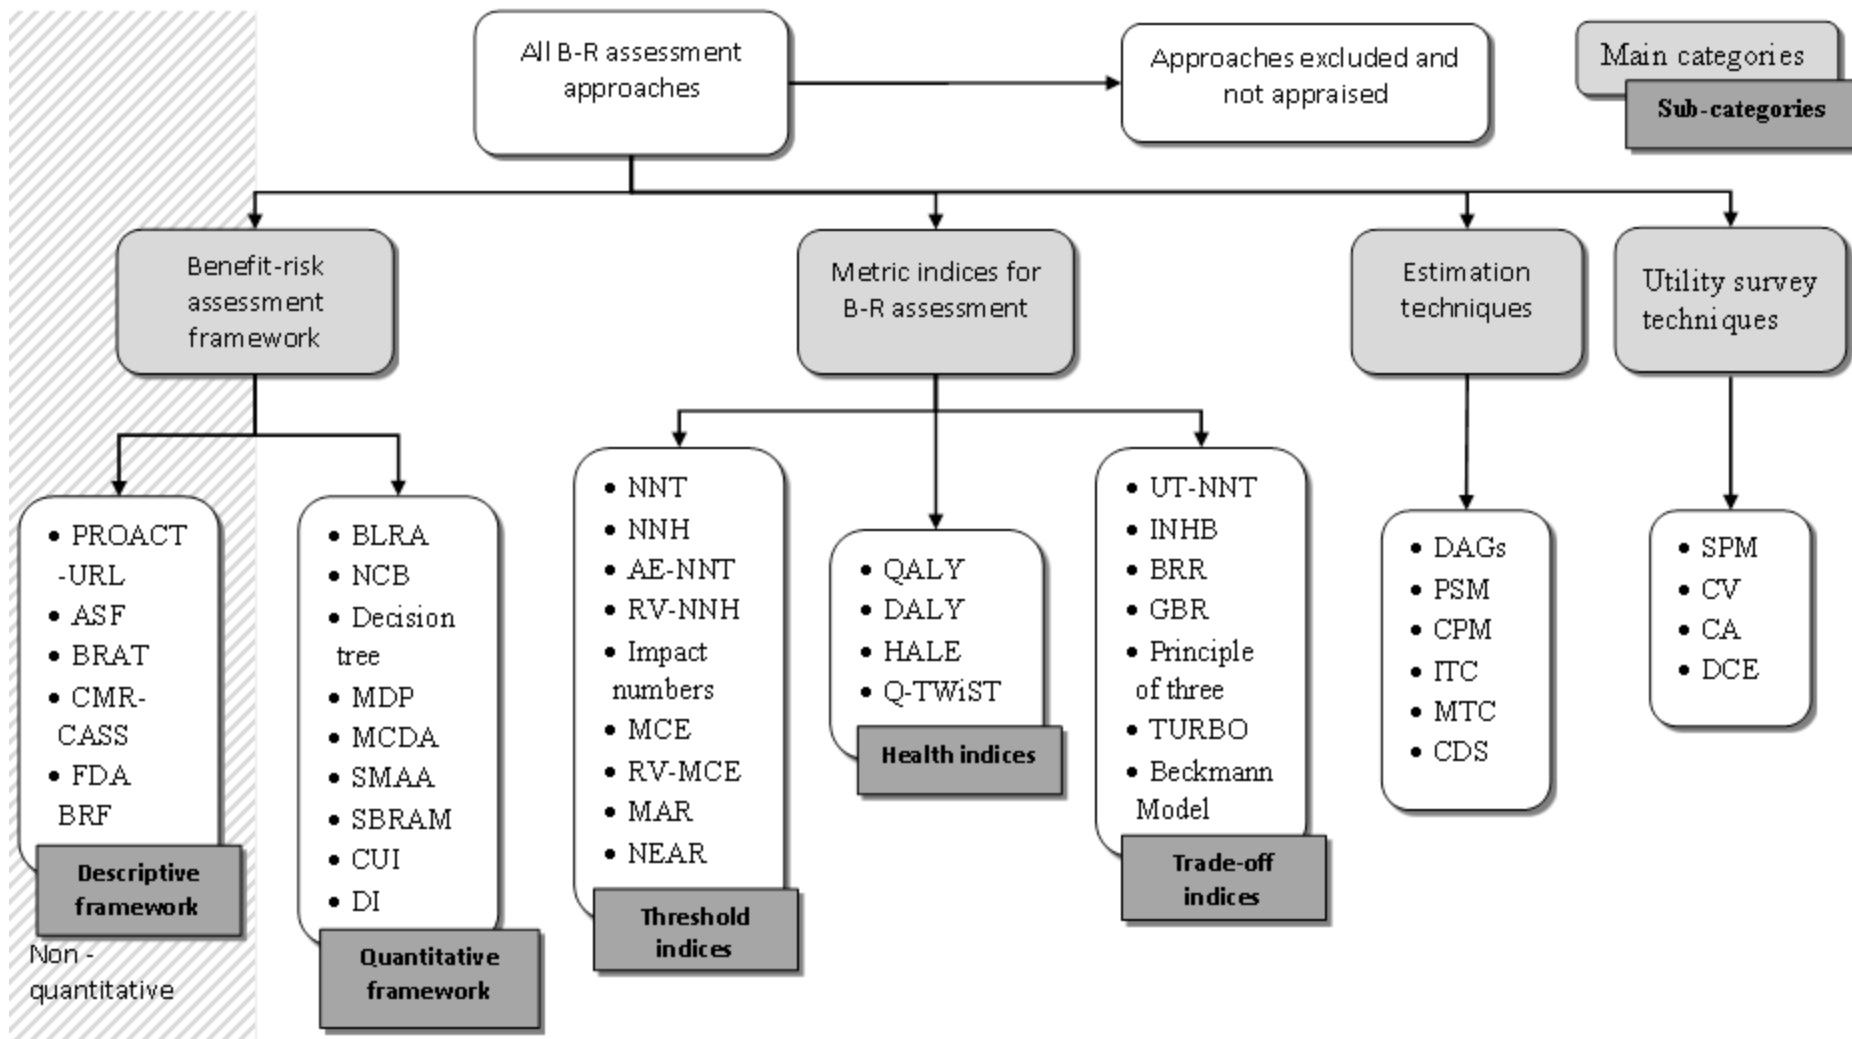 All B-R assessment
approaches
Approaches excluded and
not appraised
Main categories
Sub-categories
Benefit-risk
assessment
framework
Metric indices for
B-R assessment
Estimation
techniques
Utility survey
techniques
• PROACT
-URL
• ASF
• BRAT
• CMR-
CASS
• FDA
BRF
Descriptive
framework
Non -
quantitative
• BLRA
• NCB
• Decision
tree
• MDP
• MCDA
• SMAA
• SBRAM
• CUI
• DI
Quantitative
framework
• NNT
• NNH
• AE-NNT
• RV-NNH
• Impact
numbers
• MCE
• RV-MCE
• MAR
• NEAR
Threshold
indices
• QALY
• DALY
• HALE
• Q-TWiST
Health indices
• UT-NNT
• INHB
• BRR
• GBR
• Principle
of three
• TURBO
• Beckmann
Model
Trade-off
indices
• DAGs
• PSM
• CPM
• ITC
• MTC
• CDS
• SPM
• CV
• CA
• DCE